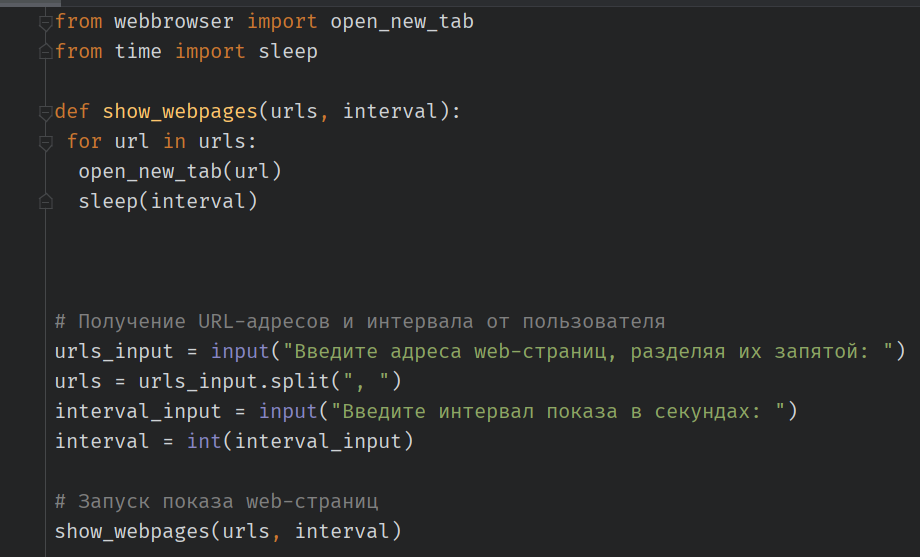 from webbrowser import open_new_tab
from time import sleep
def show_webpages(urls, interval):
for url in urls:
open_new_tab(url)
sleep(interval)
# Получение URL-адресов и интервала от пользователя
urls_input = input("Введите адреса web-страниц, разделяя их запятой: ")
urls = urls_input.split(", ")
interval_input = input("Введите интервал показа в секундах: ")
interval = int(interval_input)
# Запуск показа web-страниц
show_webpages(urls, interval)